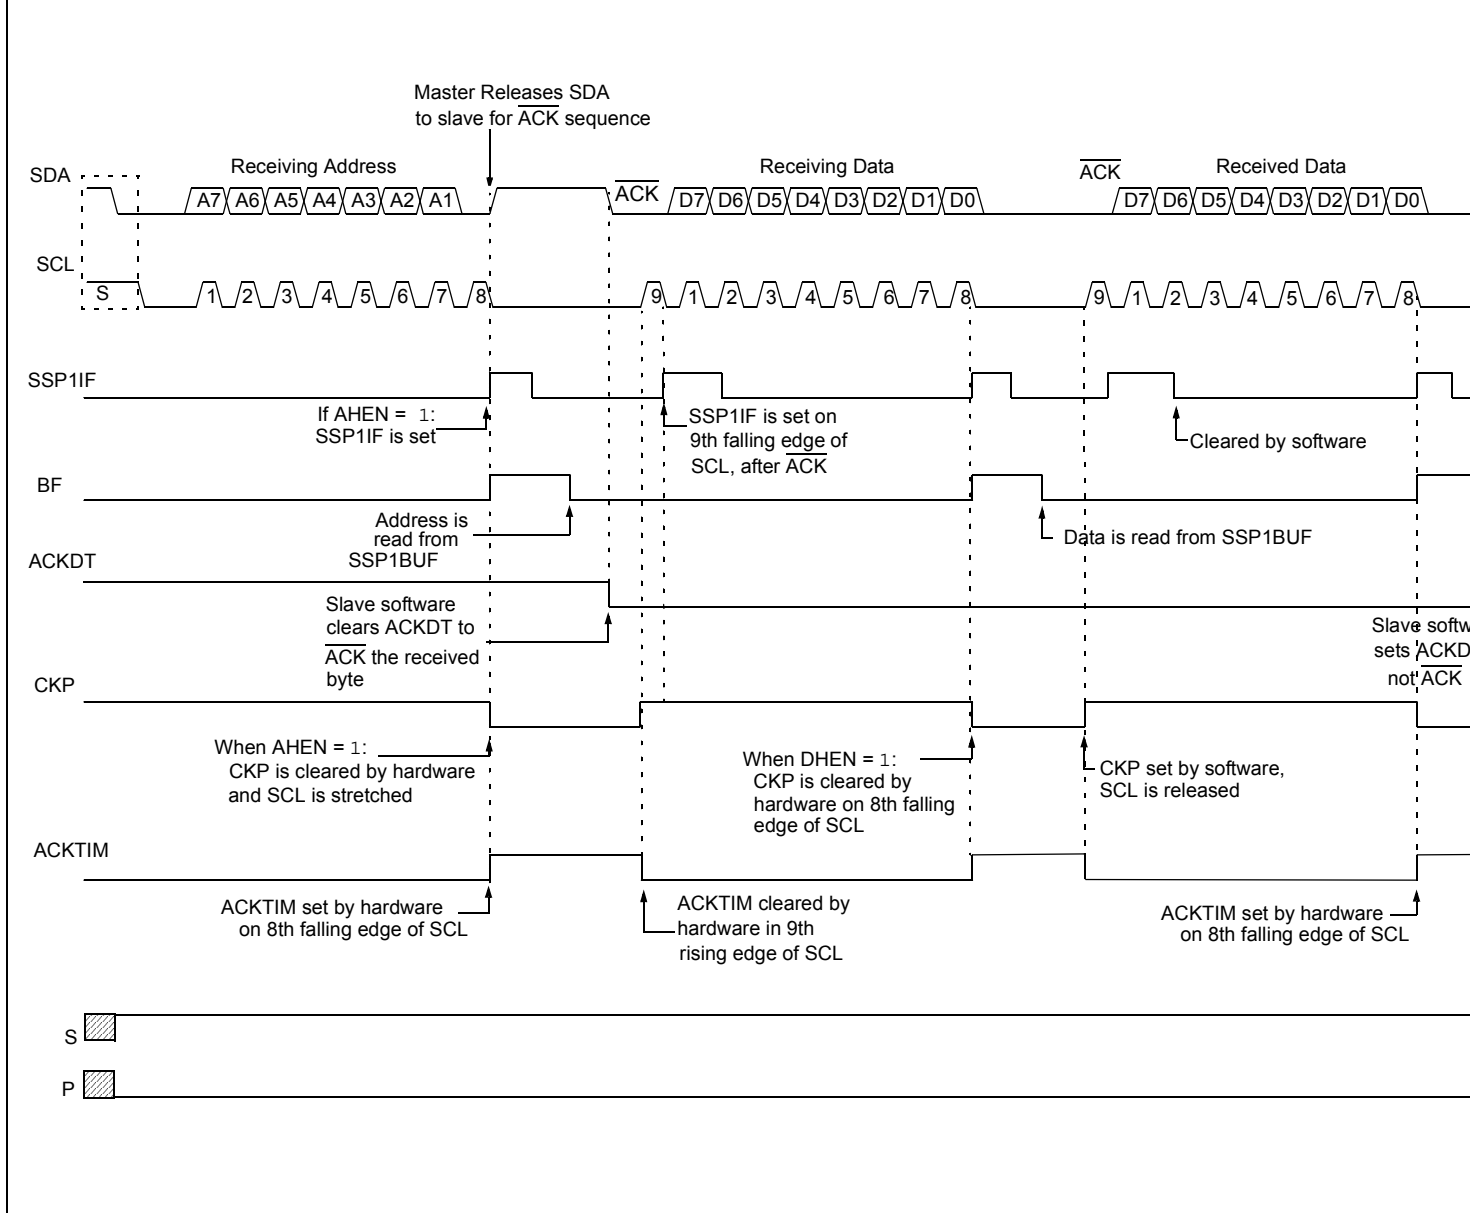 Master Releases SDA
to slave for ACK sequence
SDA
Receiving Address
Receiving Data
ACK
Received Data
A7 A6 A5 A4 A3 A2 A1
ACK
D7 D6 D5 D4 D3 D2 D1 D0
D7 D6 D5 D4 D3 D2 D1 D0
SCL
S
1 2 3 4 5 6 7 8
9 1 2 3 4 5 6 7 8
9 1 2 3 4 5 6 7 8
SSP1IF
If AHEN = 1:
SSP1IF is set
SSP1IF is set on
9th falling edge of
SCL, after ACK
Cleared by software
BF
Address is
read from
SSP1BUF
Data is read from SSP1BUF
ACKDT
Slave software
clears ACKDT to
ACK the received
byte
Slave softw
sets ACKD
not ACK
CKP
When AHEN = 1:
CKP is cleared by hardware
and SCL is stretched
When DHEN = 1:
CKP is cleared by
hardware on 8th falling
edge of SCL
CKP set by software,
SCL is released
ACKTIM
ACKTIM set by hardware
on 8th falling edge of SCL
ACKTIM cleared by
hardware in 9th
rising edge of SCL
ACKTIM set by hardware
on 8th falling edge of SCL
S
P